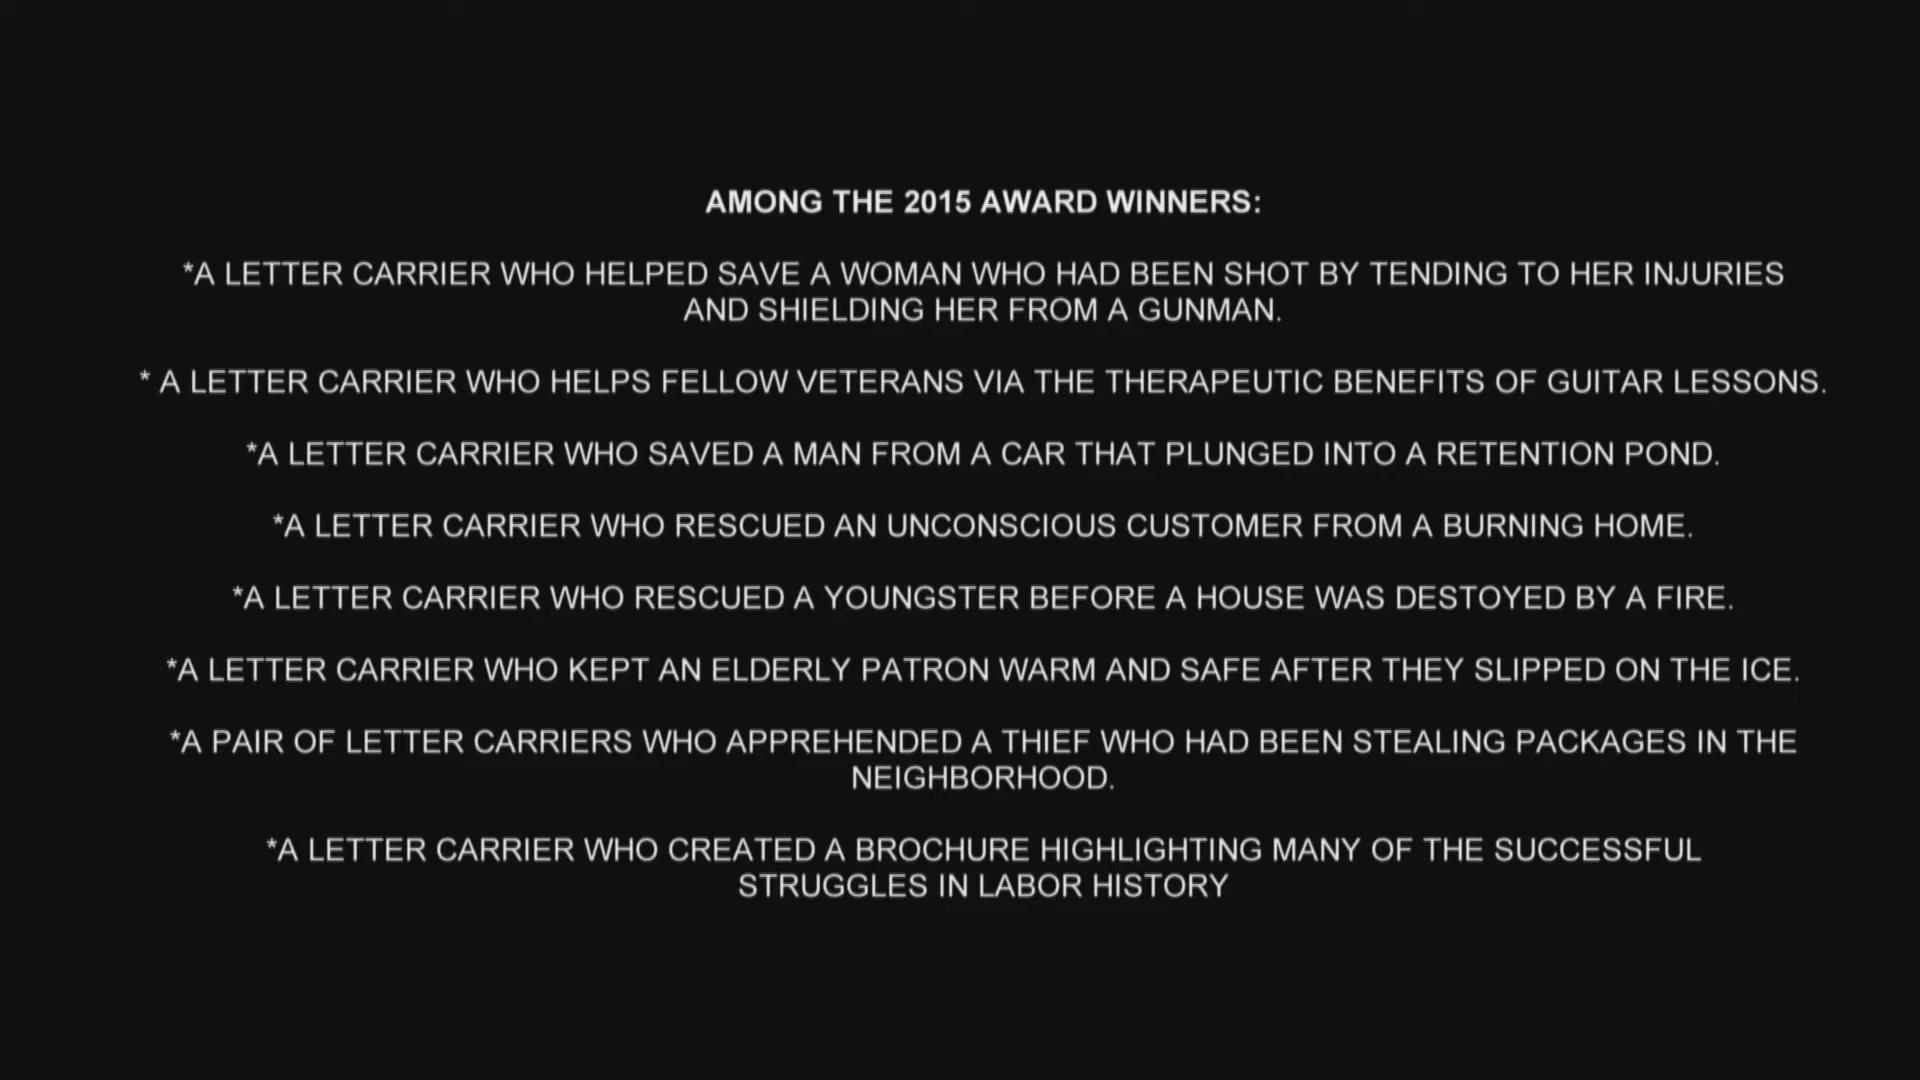 AMONG THE 2015 AWARD WINNERS:
*A LETTER CARRIER WHO HELPED SAVE A WOMAN WHO HAD BEEN SHOT BY TENDING TO HER INJURIES
AND SHIELDING HER FROM A GUNMAN.
* A LETTER CARRIER WHO HELPS FELLOW VETERANS VIA THE THERAPEUTIC BENEFITS OF GUITAR LESSONS.
*A LETTER CARRIER WHO SAVED A MAN FROM A CAR THAT PLUNGED INTO A RETENTION POND.
*A LETTER CARRIER WHO RESCUED AN UNCONSCIOUS CUSTOMER FROM A BURNING HOME.
*A LETTER CARRIER WHO RESCUED A YOUNGSTER BEFORE A HOUSE WAS DESTOYED BY A FIRE.
*A LETTER CARRIER WHO KEPT AN ELDERLY PATRON WARM AND SAFE AFTER THEY SLIPPED ON THE ICE.
*A PAIR OF LETTER CARRIERS WHO APPREHENDED A THIEF WHO HAD BEEN STEALING PACKAGES IN THE
NEIGHBORHOOD.
*A LETTER CARRIER WHO CREATED A BROCHURE HIGHLIGHTING MANY OF THE SUCCESSFUL
STRUGGLES IN LABOR HISTORY